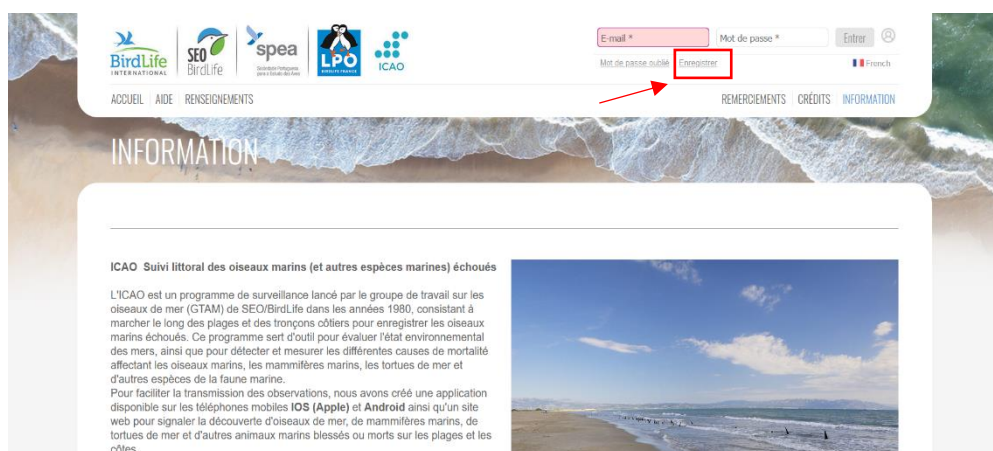 BirdLife
INTERNATIONAL
SEO
BirdLife
spea
LPO
ICAO
E-mail *
Mot de passe *
Entrer
Mot de passe oublié
Enregistrer
French
ACCUEIL
AIDE
RENSEIGNEMENTS
REMERCIEMENTS
CRÉDITS
INFORMATION
INFORMATION
ICAO Suivi littoral des oiseaux marins (et autres espèces marines) échoués
L'ICAO est un programme de surveillance lancé par le groupe de travail sur les
oiseaux de mer (GTAM) de SEO/BirdLife dans les années 1980, consistant à
marcher le long des plages et des tronçons côtiers pour enregistrer les oiseaux
marins échoués. Ce programme sert d'outil pour évaluer l'état environnemental
des mers, ainsi que pour détecter et mesurer les différentes causes de mortalité
affectant les oiseaux marins, les mammifères marins, les tortues de mer et
d'autres espèces de la faune marine.
Pour faciliter la transmission des observations, nous avons créé une application
disponible sur les téléphones mobiles IOS (Apple) et Android ainsi qu'un site
web pour signaler la découverte d'oiseaux de mer, de mammifères marins, de
tortues de mer et d'autres animaux marins blessés ou morts sur les plages et les
côtes